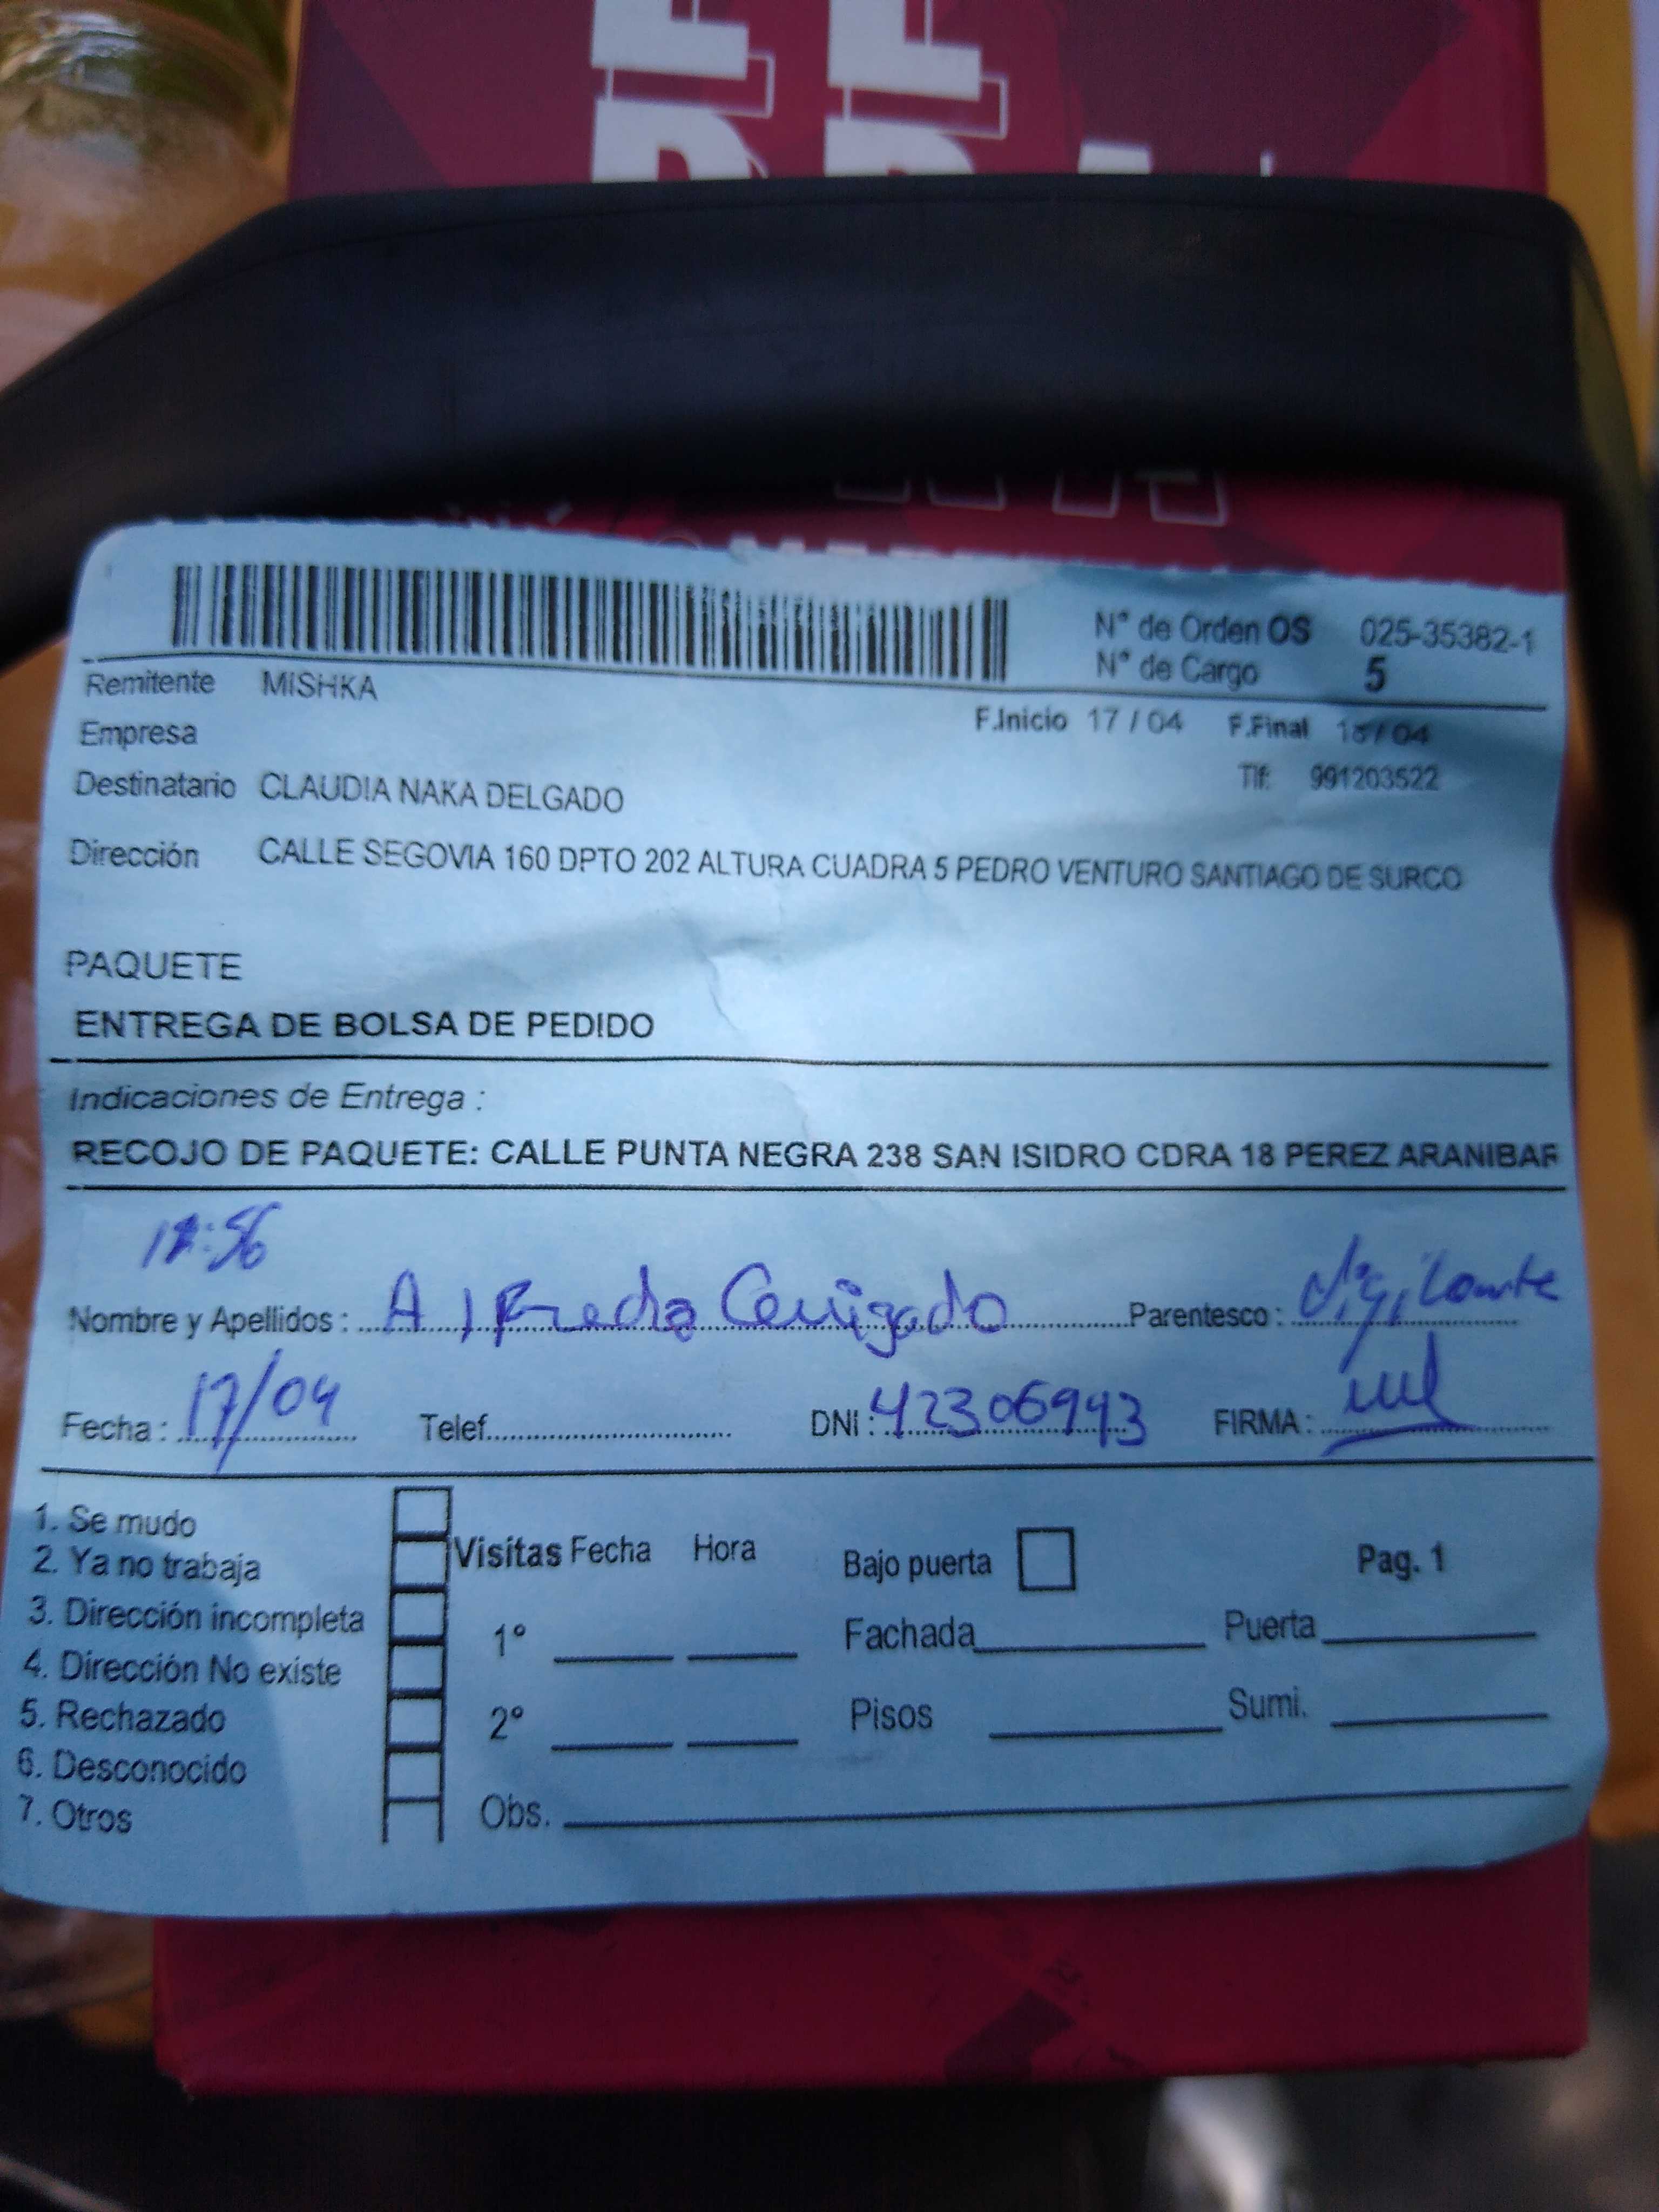 N° de Orden OS 025-35382-1
N° de Cargo 5
Remitente MISHKA
F.Inicio 17 / 04 F.Final 18 / 04
Empresa
Tlf: 991203522
Destinatario CLAUDIA NAKA DELGADO
Dirección CALLE SEGOVIA 160 DPTO 202 ALTURA CUADRA 5 PEDRO VENTURO SANTIAGO DE SURCO
PAQUETE
ENTREGA DE BOLSA DE PEDIDO
Indicaciones de Entrega :
RECOJO DE PAQUETE: CALLE PUNTA NEGRA 238 SAN ISIDRO CDRA 18 PEREZ ARANIBAR
Nombre y Apellidos : Parentesco : Vigilante
Fecha : 17/04 Telef. DNI : 42306943 FIRMA :
1. Se mudo
2. Ya no trabaja
3. Dirección incompleta
4. Dirección No existe
5. Rechazado
6. Desconocido
7. Otros
Visitas Fecha Hora
1°
2°
Obs.
Bajo puerta Pag. 1
Fachada Puerta
Pisos Sumi.